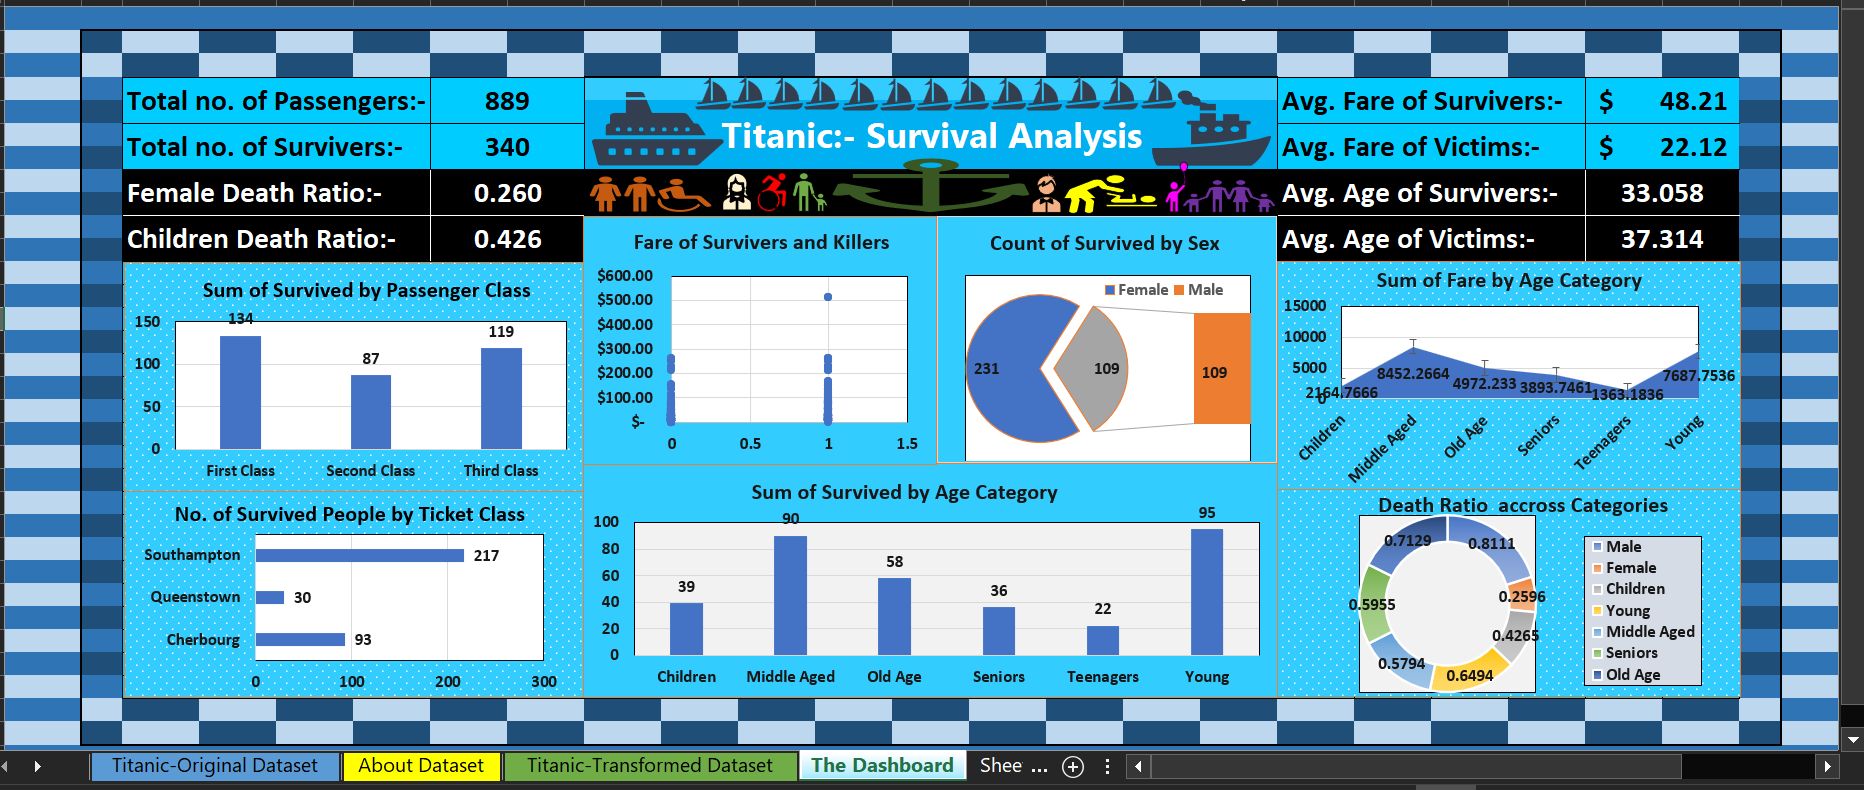 Total no. of Passengers:- 889
Total no. of Survivers:- 340
Female Death Ratio:- 0.260
Children Death Ratio:- 0.426
Titanic:- Survival Analysis
Avg. Fare of Survivers:- $ 48.21
Avg. Fare of Victims:- $ 22.12
Avg. Age of Survivers:- 33.058
Avg. Age of Victims:- 37.314
Sum of Survived by Passenger Class
150
100
50
0
134
87
119
First Class Second Class Third Class
Fare of Survivers and Killers
$600.00
$500.00
$400.00
$300.00
$200.00
$100.00
$-
0 0.5 1 1.5
Count of Survived by Sex
Female Male
231 109 109
Sum of Fare by Age Category
15000
10000
5000
0
2164.7666 8452.2664 4972.233 3893.7461 1363.1836 7687.7536
Children Middle Aged Old Age Seniors Teenagers Young
No. of Survived People by Ticket Class
Southampton 217
Queenstown 30
Cherbourg 93
0 100 200 300
Sum of Survived by Age Category
100
80
60
40
20
0
39 90 58 36 22 95
Children Middle Aged Old Age Seniors Teenagers Young
Death Ratio accross Categories
0.8111
0.2596
0.4265
0.6494
0.5794
0.5955
0.7129
Male
Female
Children
Young
Middle Aged
Seniors
Old Age
Titanic-Original Dataset About Dataset Titanic-Transformed Dataset The Dashboard Shee ...